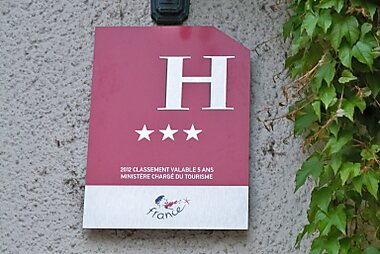 H
2012 CLASSEMENT VALABLE 5 ANS
MINISTÈRE CHARGÉ DU TOURISME
france